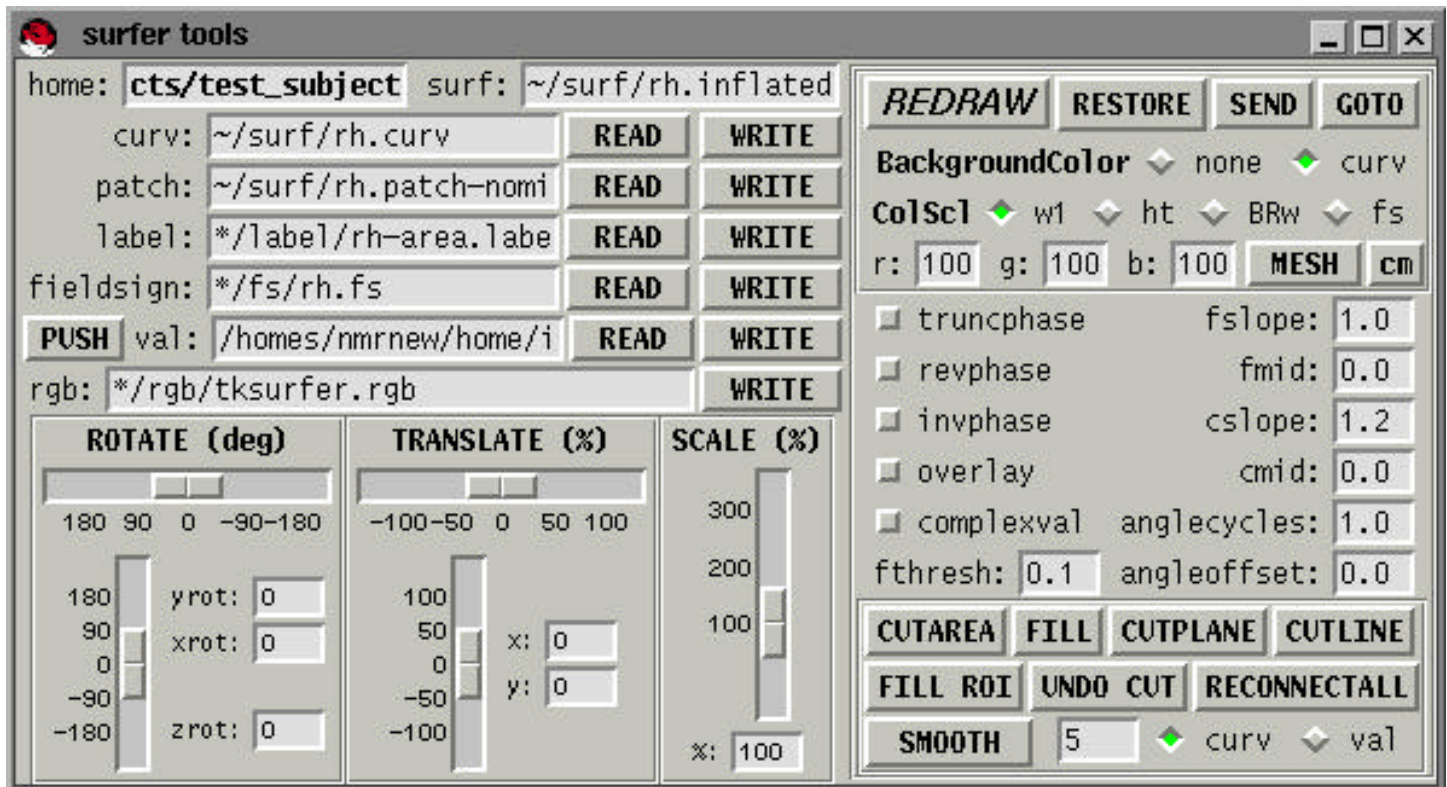 surfer tools
home: cts/test_subject surf: ~/surf/rh.inflated
curv: ~/surf/rh.curv READ WRITE
patch: ~/surf/rh.patch-nomi READ WRITE
label: */label/rh-area.labe READ WRITE
fieldsign: */fs/rh.fs READ WRITE
PUSH val: /homes/nmrnew/home/i READ WRITE
rgb: */rgb/tksurfer.rgb WRITE
ROTATE (deg)
180 90 0 -90-180
180
90
0
-90
-180
yrot: 0
xrot: 0
zrot: 0
TRANSLATE (%)
-100-50 0 50 100
100
50
0
-50
-100
x: 0
y: 0
SCALE (%)
300
200
100
%: 100
REDRAW RESTORE SEND GOTO
BackgroundColor none curv
ColScl w1 ht BRw fs
r: 100 g: 100 b: 100 MESH cm
truncphase fslope: 1.0
revphase fmid: 0.0
invphase cslope: 1.2
overlay cmid: 0.0
complexval anglecycles: 1.0
fthresh: 0.1 angleoffset: 0.0
CUTAREA FILL CUTPLANE CUTLINE
FILL ROI UNDO CUT RECONNECTALL
SMOOTH 5 curv val